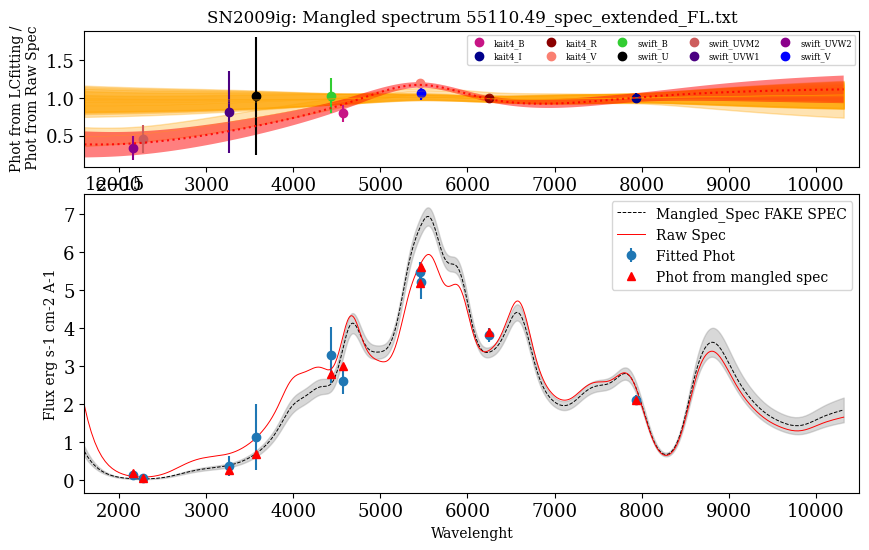 SN2009ig: Mangled spectrum 55110.49_spec_extended_FL.txt
Phot from LCfitting /
Phot from Raw Spec
1.5
1.0
0.5
kait4_B kait4_R swift_B swift_UVM2 swift_UVW2
kait4_I kait4_V swift_U swift_UVW1 swift_V
2000 3000 4000 5000 6000 7000 8000 9000 10000
1e−15
Flux erg s-1 cm-2 A-1
7
6
5
4
3
2
1
0
Mangled_Spec FAKE SPEC
Raw Spec
Fitted Phot
Phot from mangled spec
2000 3000 4000 5000 6000 7000 8000 9000 10000
Wavelenght